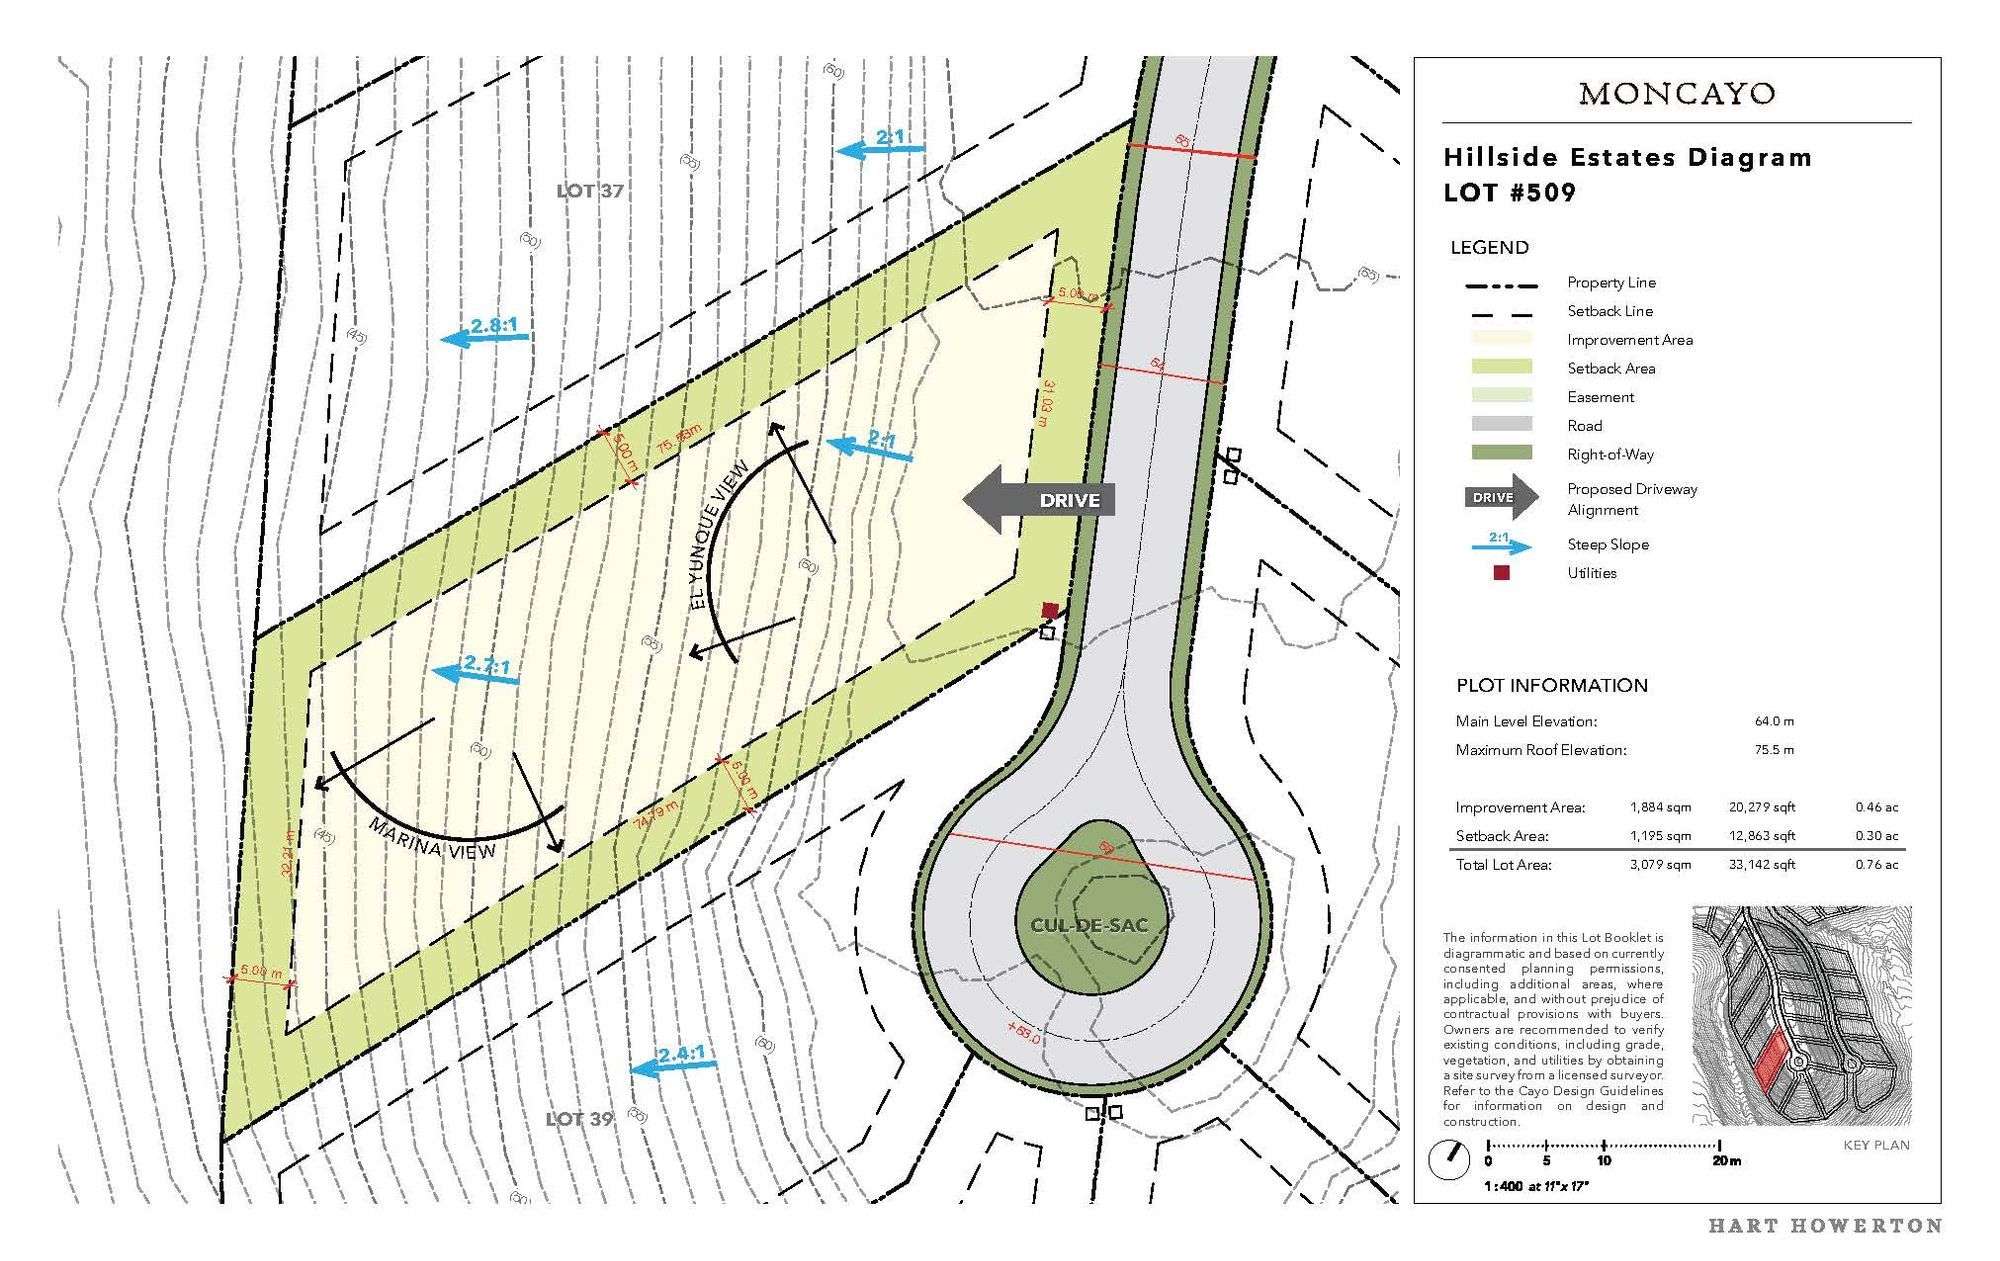 MONCAYO
Hillside Estates Diagram
LOT #509
LEGEND
Property Line
Setback Line
Improvement Area
Setback Area
Easement
Road
Right-of-Way
DRIVE
Proposed Driveway
Alignment
2:1
Steep Slope
Utilities
PLOT INFORMATION
Main Level Elevation: 64.0 m
Maximum Roof Elevation: 75.5 m
Improvement Area: 1,884 sqm 20,279 sqft 0.46 ac
Setback Area: 1,195 sqm 12,863 sqft 0.30 ac
Total Lot Area: 3,079 sqm 33,142 sqft 0.76 ac
The information in this Lot Booklet is
diagrammatic and based on currently
consented planning permissions,
including additional areas, where
applicable, and without prejudice of
contractual provisions with buyers.
Owners are recommended to verify
existing conditions, including grade,
vegetation, and utilities by obtaining
a site survey from a licensed surveyor.
Refer to the Cayo Design Guidelines
for information on design and
construction.
KEY PLAN
0 5 10 20m
1:400 at 11"x 17"
HART HOWERTON
(60)
2:1
65
(55)
LOT 37
(50)
(65)
5.00 m
2.8:1
(45)
64
31.03 m
75.53m
5.00 m
2:1
EL YUNQUE VIEW
DRIVE
(60)
(55)
2.7:1
(50)
5.00 m
74.79 m
MARINA VIEW
(45)
32.21 m
CUL-DE-SAC
5.00 m
+63.0
(60)
2.4:1
LOT 39
(55)
(50)